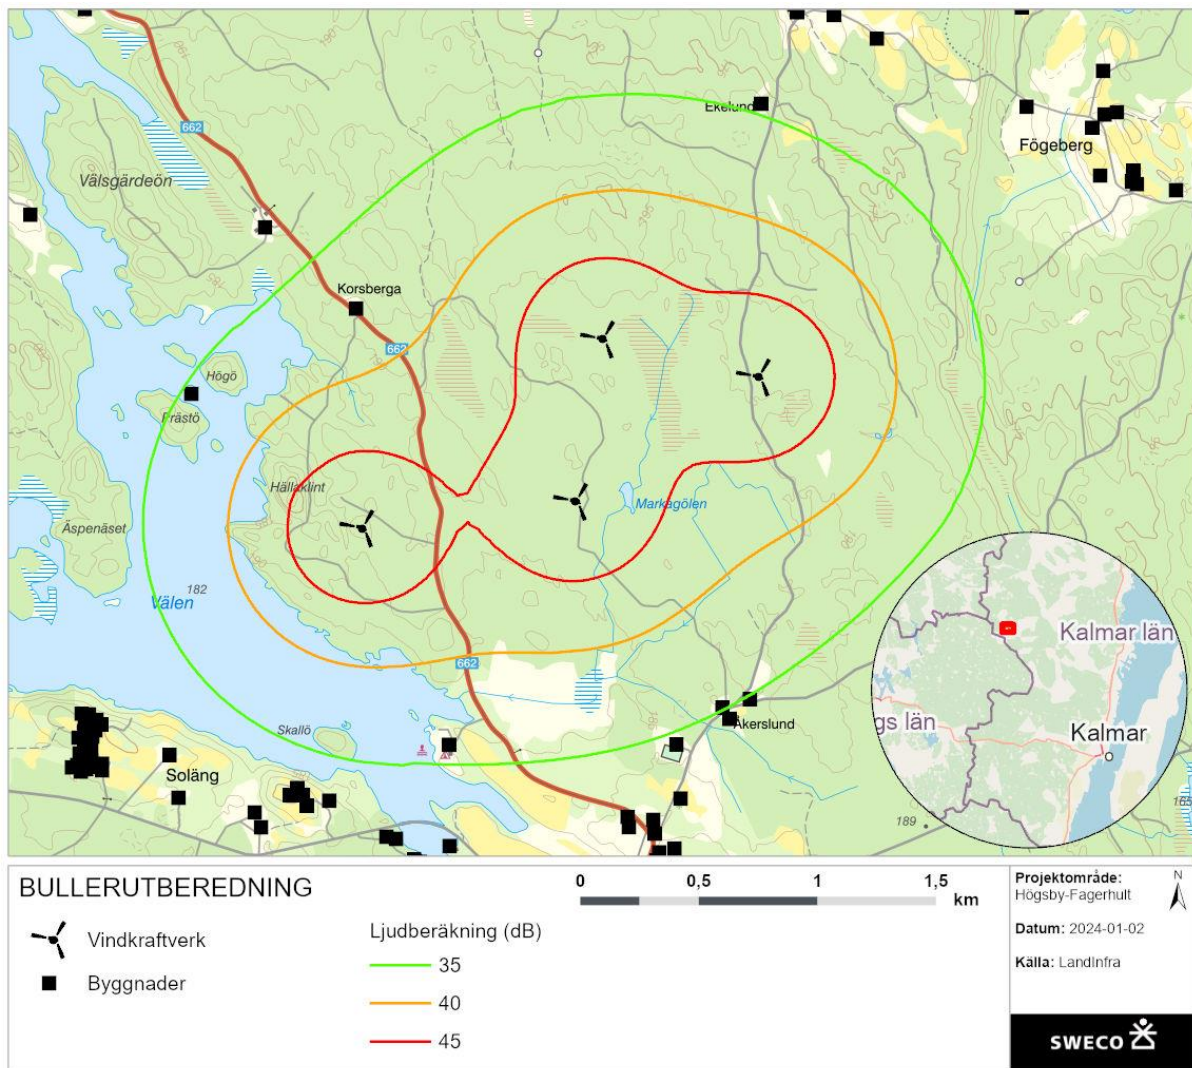 Ekelund
Fögeberg
662
Välsgärdeön
Korsberga
662
Högö
Prästö
Hällaklint
Markagölen
Äspenäset
182
Välen
662
Skallö
Åkerslund
Soläng
189
Kalmar län
gs län
Kalmar
BULLERUTBEREDNING
Vindkraftverk
Byggnader
Ljudberäkning (dB)
35
40
45
0 0,5 1 1,5
km
Projektområde:
Högsby-Fagerhult
Datum: 2024-01-02
Källa: LandInfra
N
SWECO